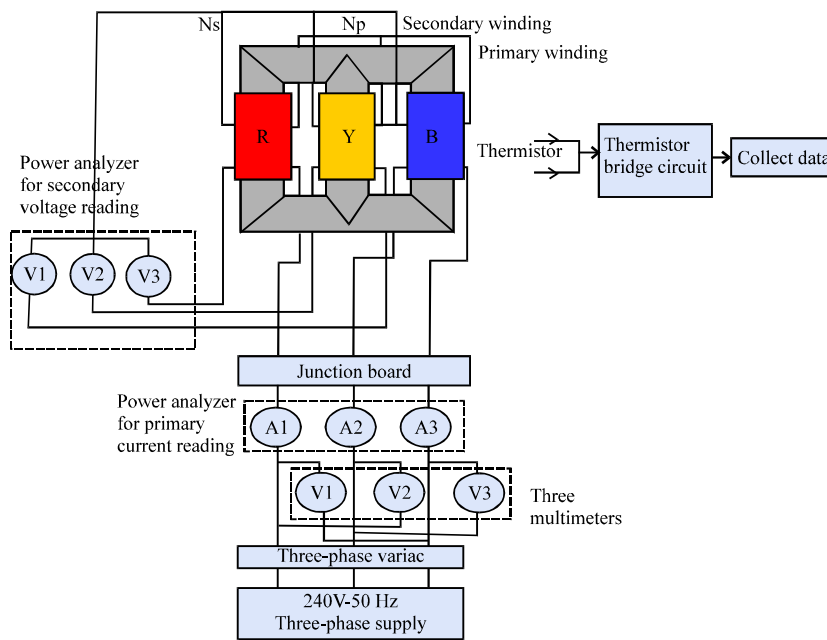 Ns
Np
Secondary winding
Primary winding
R
Y
B
Thermistor
Thermistor
bridge circuit
Collect data
Power analyzer
for secondary
voltage reading
V1
V2
V3
Junction board
Power analyzer
for primary
current reading
A1
A2
A3
V1
V2
V3
Three
multimeters
Three-phase variac
240V-50 Hz
Three-phase supply